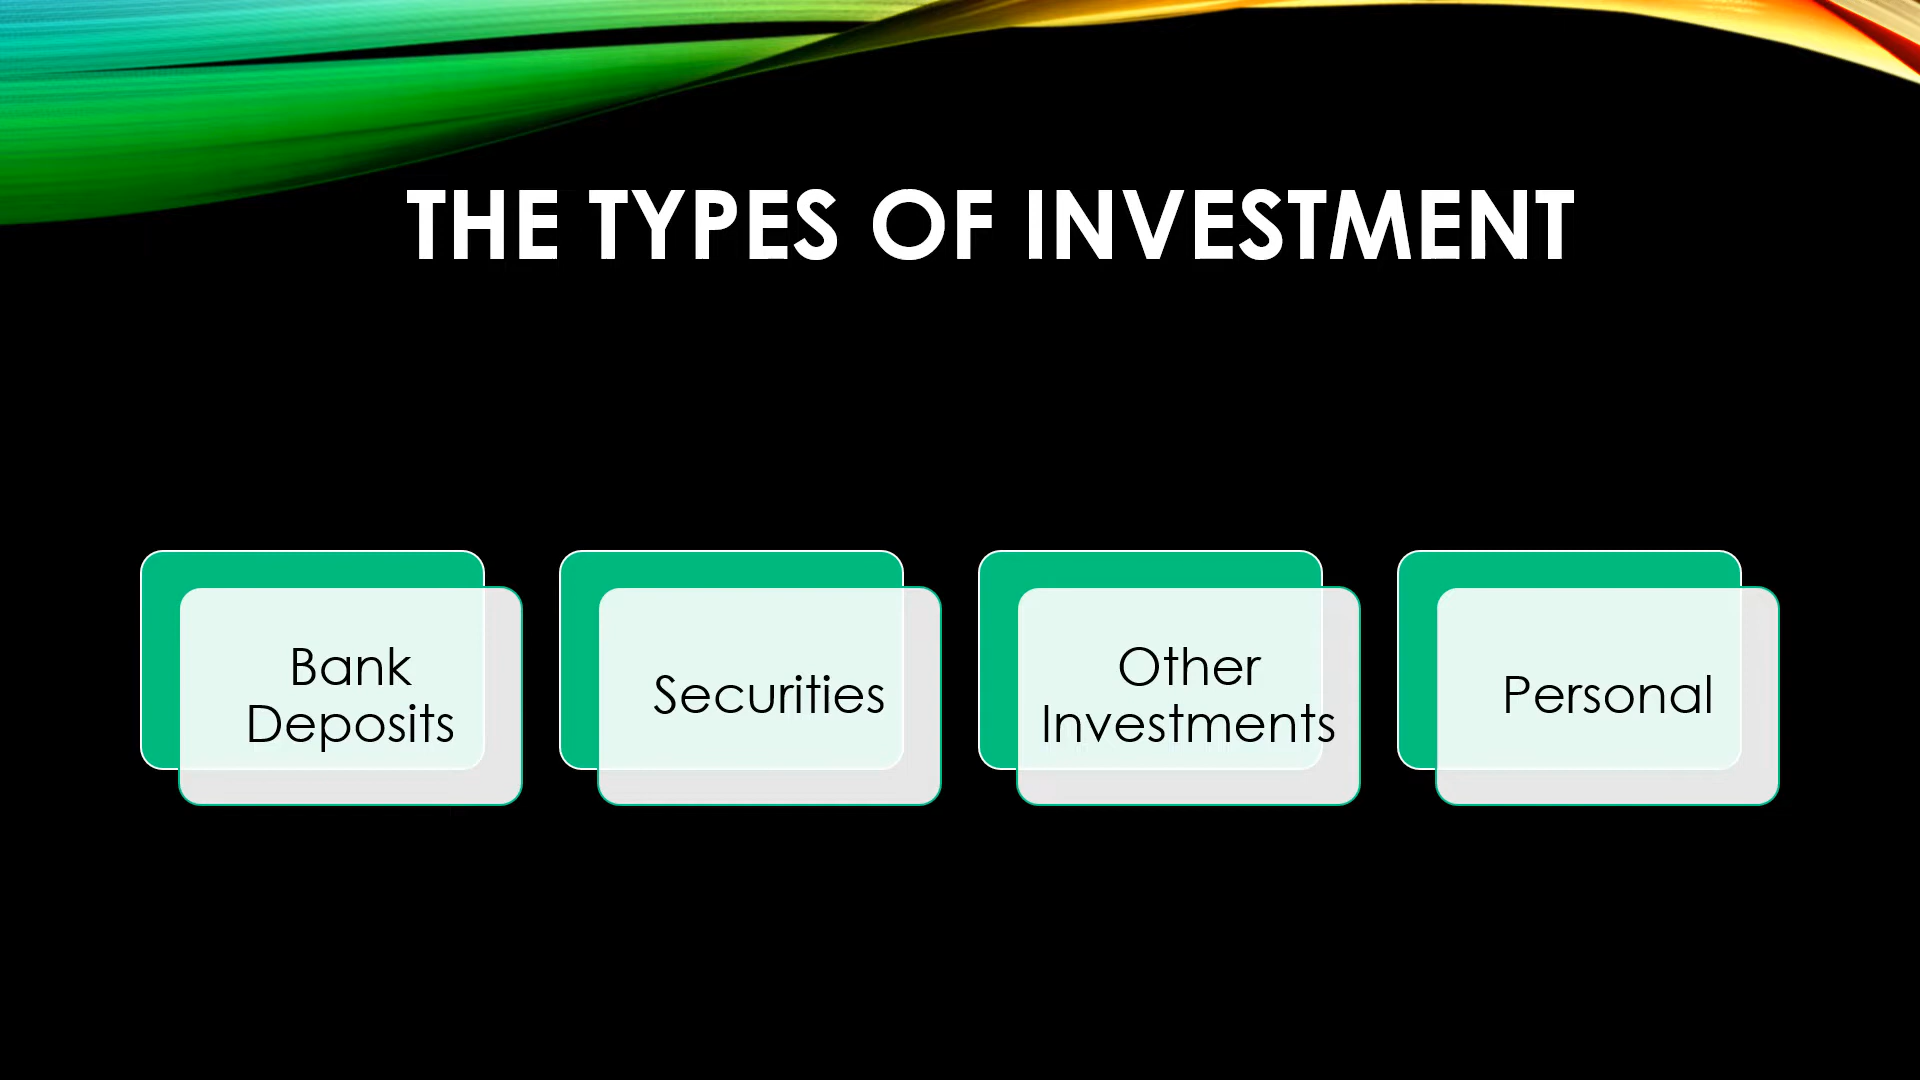 THE TYPES OF INVESTMENT
Bank
Deposits
Securities
Other
Investments
Personal